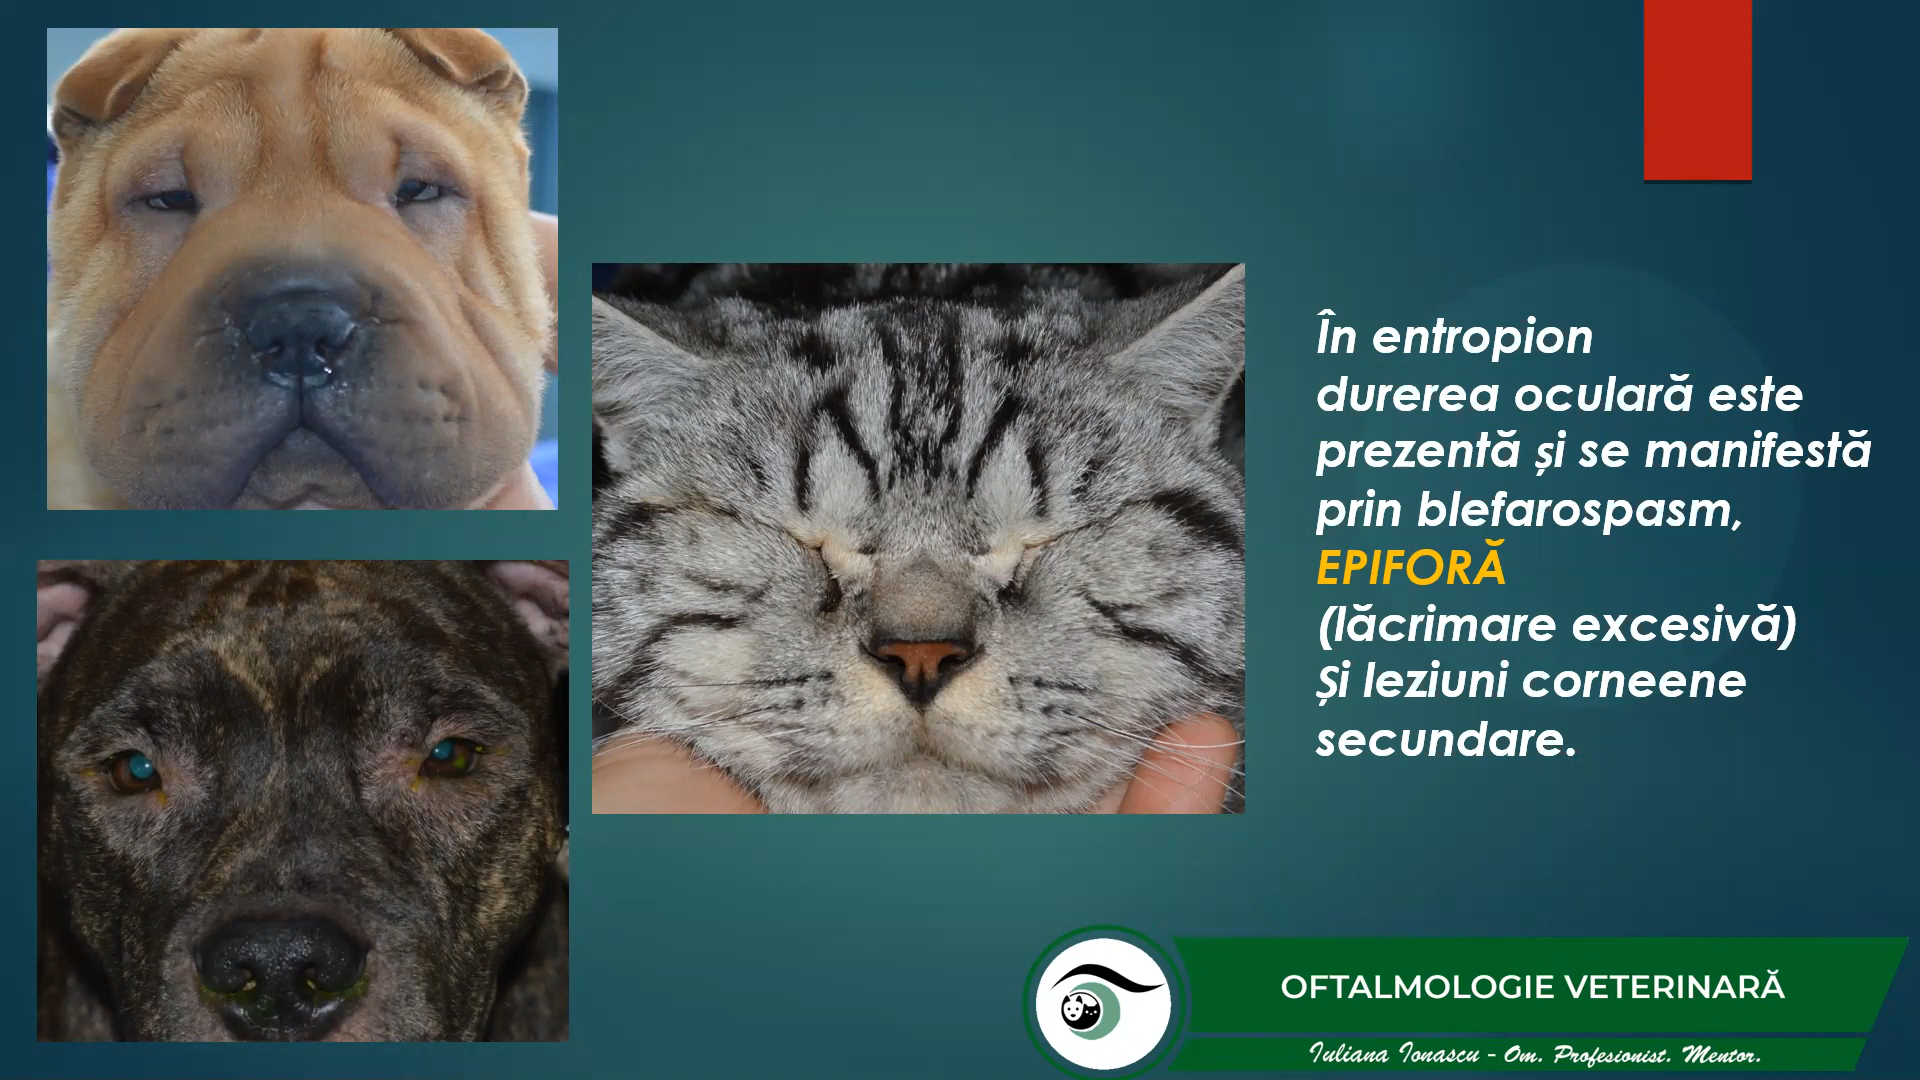 În entropion
durerea oculară este
prezentă și se manifestă
prin blefarospasm,
EPIFORĂ
(lăcrimare excesivă)
Și leziuni corneene
secundare.
OFTALMOLOGIE VETERINARĂ
Iuliana Ionascu - Om. Profesionist. Mentor.